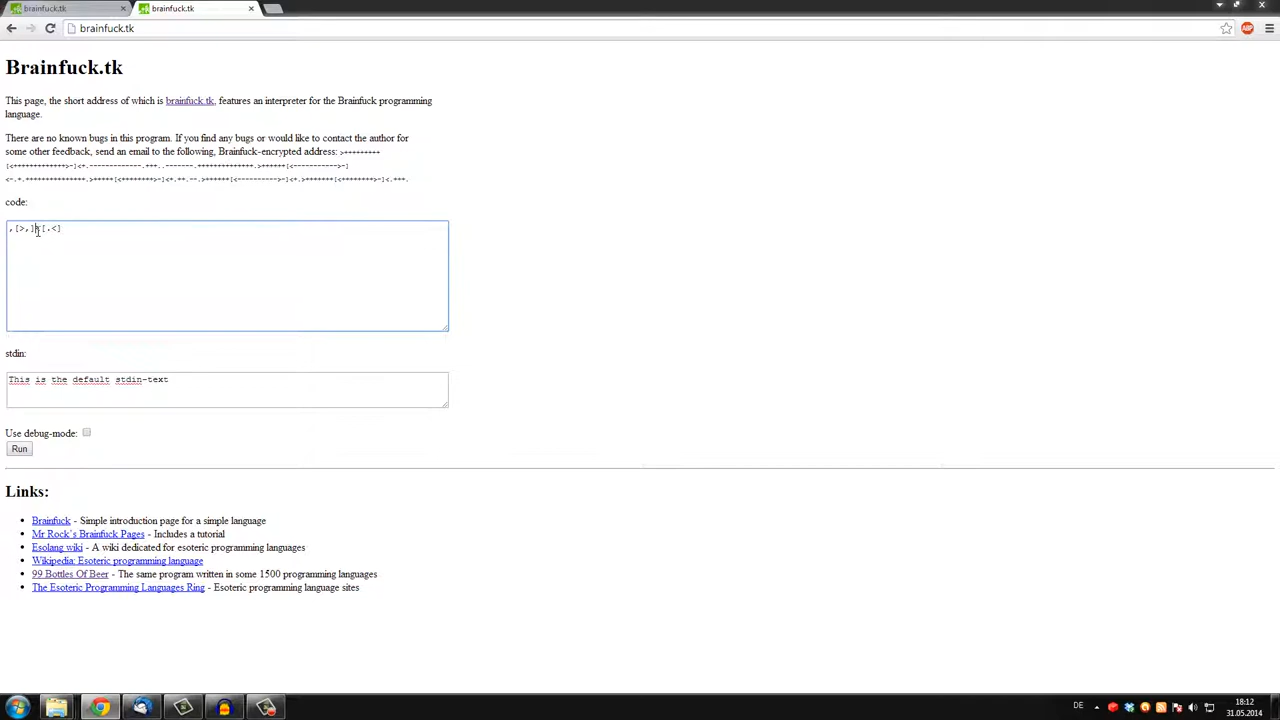 brainfuck.tk
brainfuck.tk
brainfuck.tk
ABP
Brainfuck.tk
This page, the short address of which is brainfuck.tk, features an interpreter for the Brainfuck programming
language.
There are no known bugs in this program. If you find any bugs or would like to contact the author for
some other feedback, send an email to the following, Brainfuck-encrypted address:
code:
stdin:
This is the default stdin-text
Use debug-mode:
Run
Links:
Brainfuck - Simple introduction page for a simple language
Mr Rock's Brainfuck Pages - Includes a tutorial
Esolang wiki - A wiki dedicated for esoteric programming languages
Wikipedia: Esoteric programming language
99 Bottles Of Beer - The same program written in some 1500 programming languages
The Esoteric Programming Languages Ring - Esoteric programming language sites
DE
18:12
31.05.2014